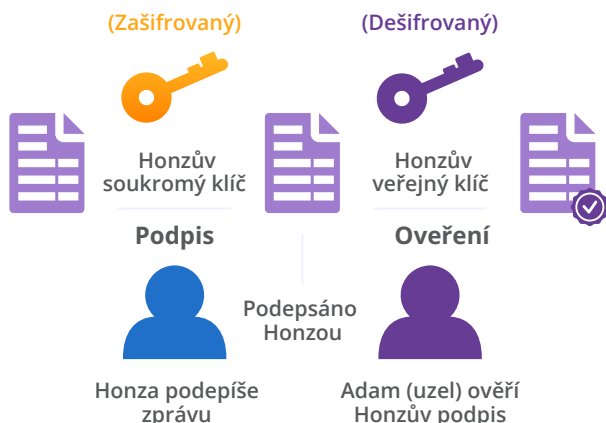 (Zašifrovaný)
(Dešifrovaný)
Honzův
soukromý klíč
Honzův
veřejný klíč
Podpis
Oveření
Podepsáno
Honzou
Honza podepíše
zprávu
Adam (uzel) ověří
Honzův podpis